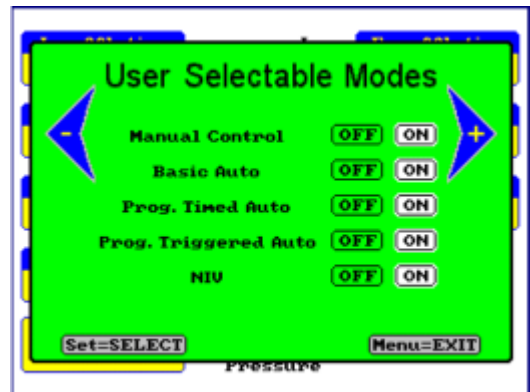 User Selectable Modes
-
+
Manual Control OFF ON
Basic Auto OFF ON
Prog. Timed Auto OFF ON
Prog. Triggered Auto OFF ON
NIV OFF ON
Set=SELECT Menu=EXIT
Pressure